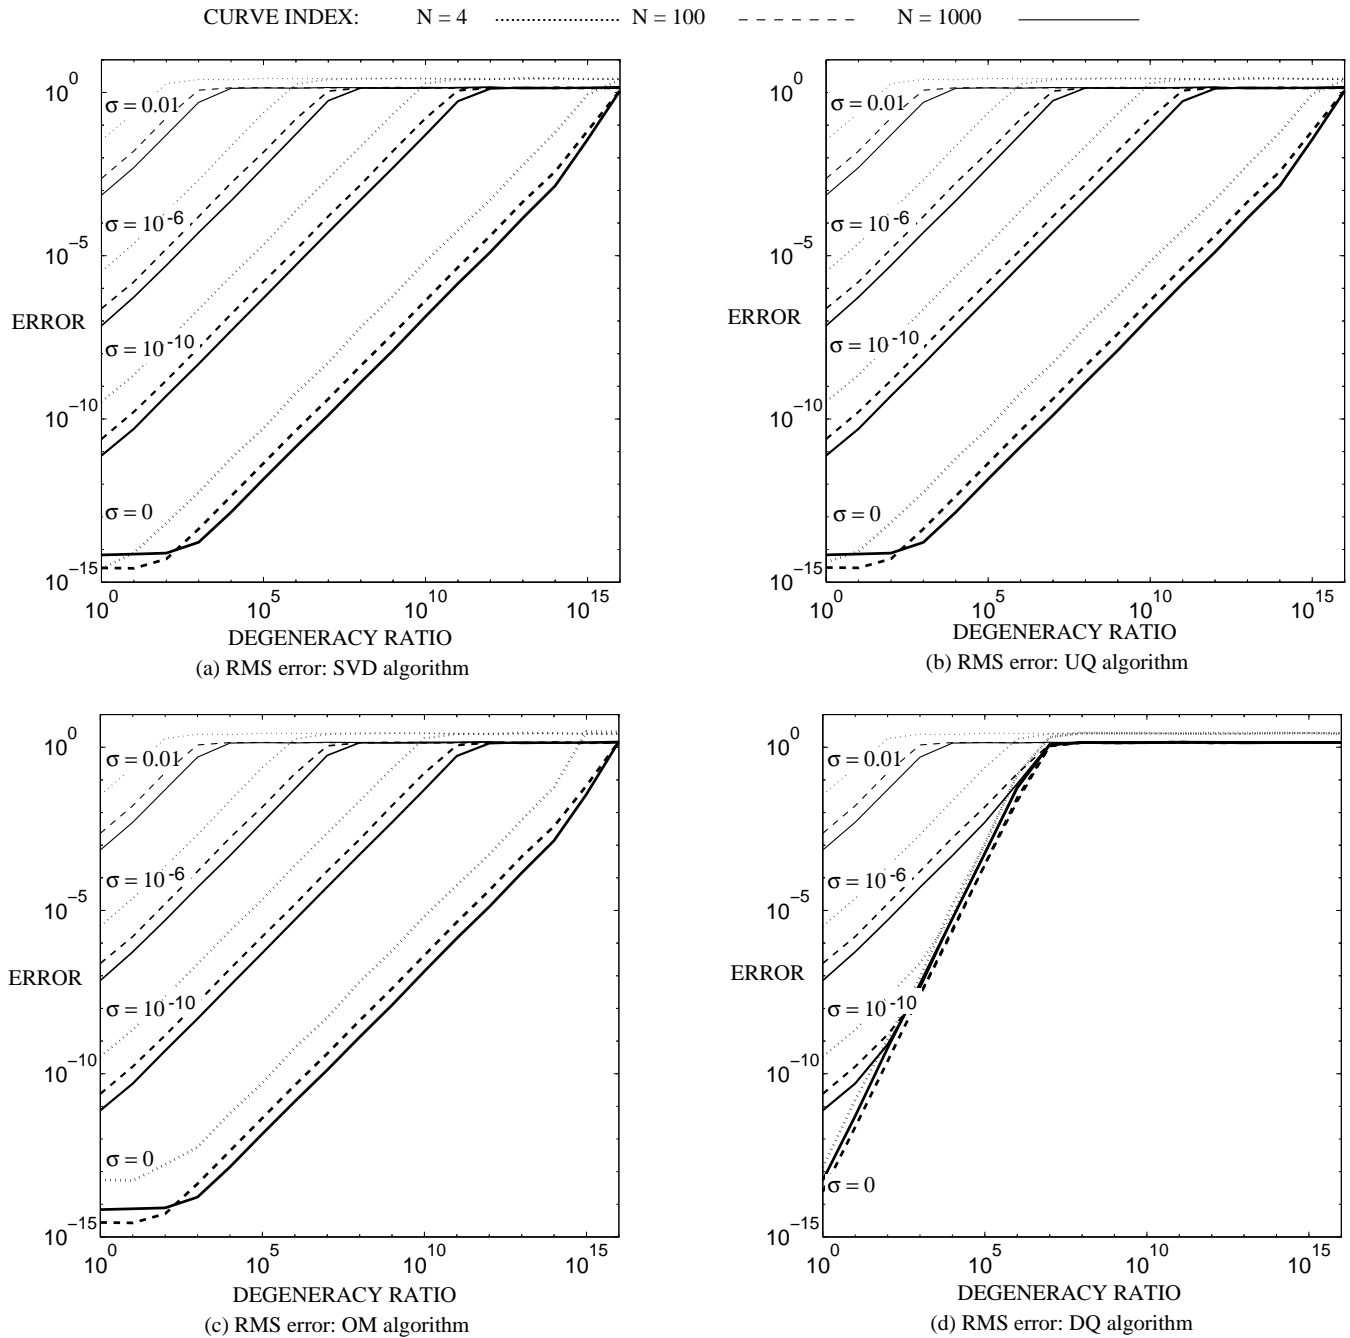 CURVE INDEX: N = 4 N = 100 N = 1000
10^0
σ = 0.01
σ = 10^-6
10^-5
ERROR
σ = 10^-10
10^-10
σ = 0
10^-15
10^0 10^5 10^10 10^15
DEGENERACY RATIO
(a) RMS error: SVD algorithm
10^0
σ = 0.01
σ = 10^-6
10^-5
ERROR
σ = 10^-10
10^-10
σ = 0
10^-15
10^0 10^5 10^10 10^15
DEGENERACY RATIO
(b) RMS error: UQ algorithm
10^0
σ = 0.01
σ = 10^-6
10^-5
ERROR
σ = 10^-10
10^-10
σ = 0
10^-15
10^0 10^5 10^10 10^15
DEGENERACY RATIO
(c) RMS error: OM algorithm
10^0
σ = 0.01
σ = 10^-6
10^-5
ERROR
σ = 10^-10
10^-10
σ = 0
10^-15
10^0 10^5 10^10 10^15
DEGENERACY RATIO
(d) RMS error: DQ algorithm